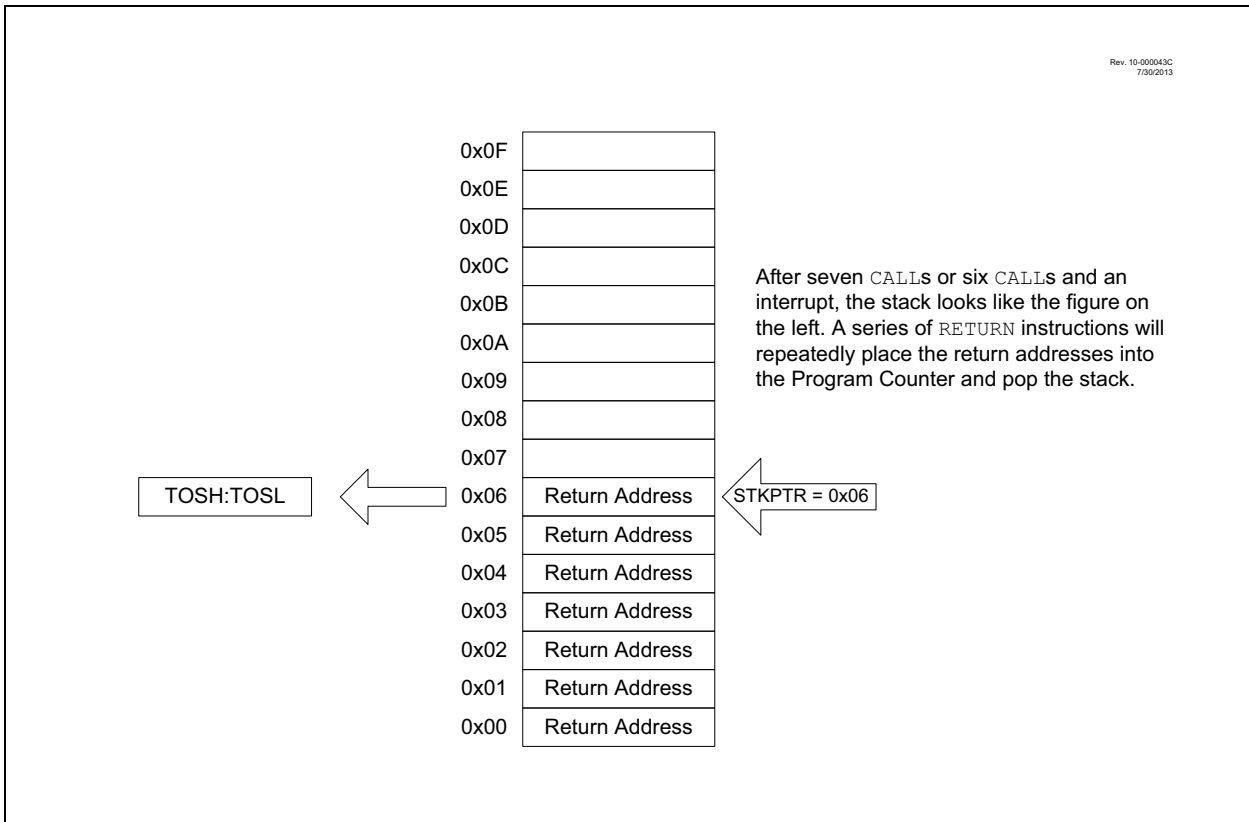 Rev. 10-000043C
7/30/2013
0x0F
0x0E
0x0D
0x0C
0x0B
0x0A
0x09
0x08
0x07
TOSH:TOSL
0x06 Return Address
STKPTR = 0x06
0x05 Return Address
0x04 Return Address
0x03 Return Address
0x02 Return Address
0x01 Return Address
0x00 Return Address
After seven CALLs or six CALLs and an
interrupt, the stack looks like the figure on
the left. A series of RETURN instructions will
repeatedly place the return addresses into
the Program Counter and pop the stack.